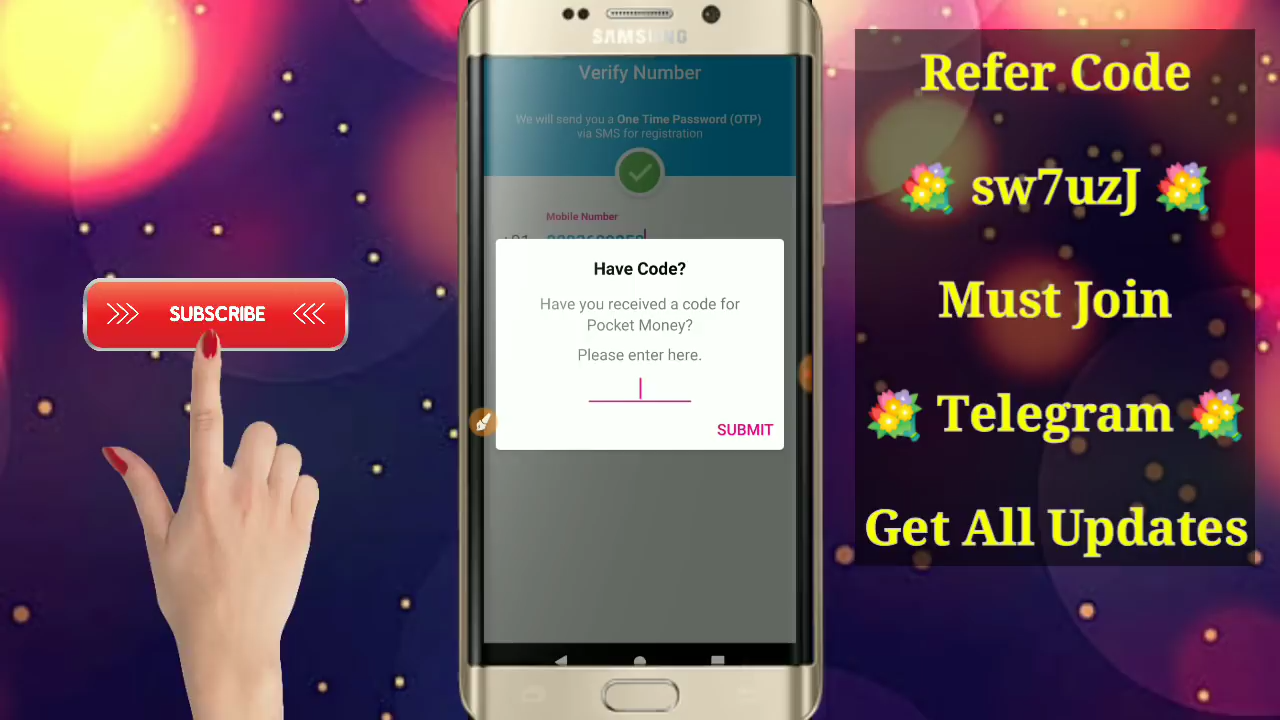 SUBSCRIBE
SAMSUNG
Verify Number
We will send you a One Time Password (OTP)
via SMS for registration
Mobile Number
Have Code?
Have you received a code for
Pocket Money?
Please enter here.
SUBMIT
Refer Code
💐 sw7uzJ 💐
Must Join
💐 Telegram 💐
Get All Updates